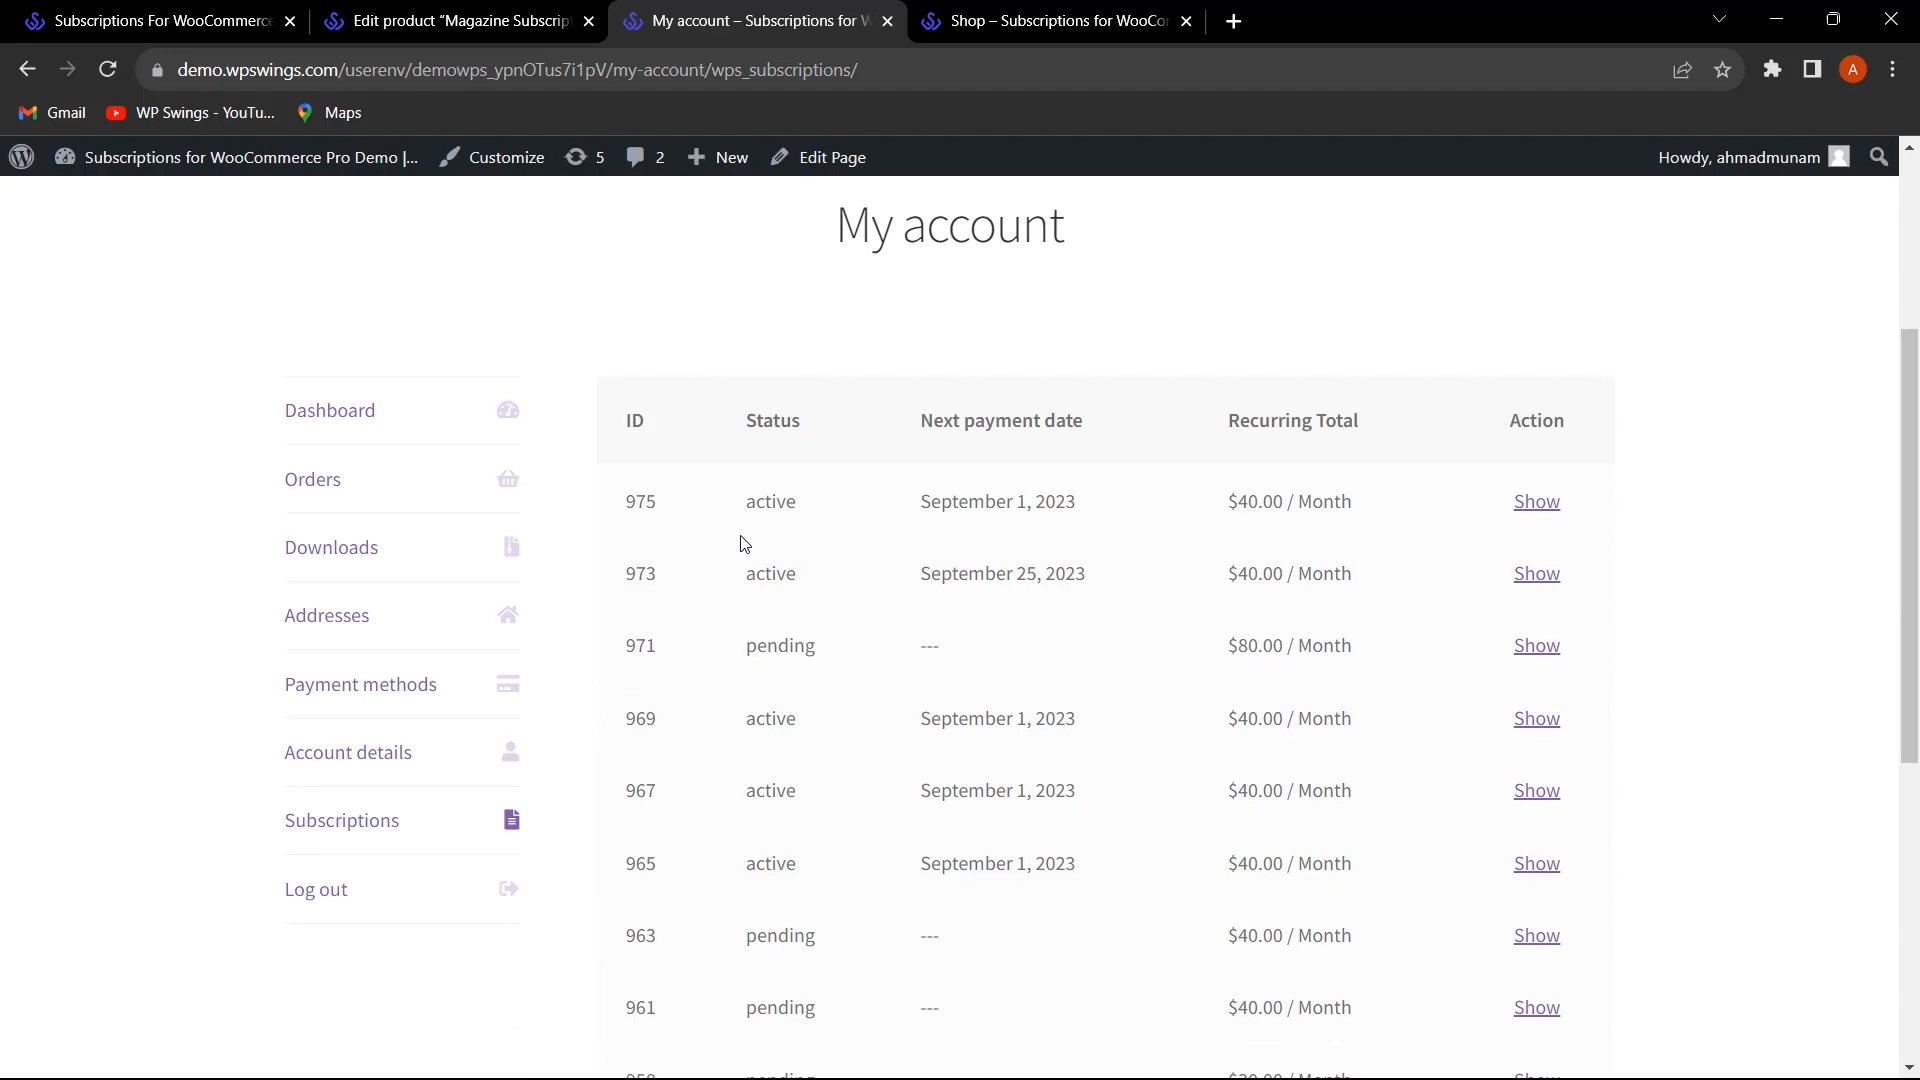 Subscriptions For WooCommerce
Edit product “Magazine Subscrip
My account – Subscriptions for W
Shop – Subscriptions for WooCo
demo.wpswings.com/userenv/demowps_ypnOTus7i1pV/my-account/wps_subscriptions/
A
Gmail
WP Swings - YouTu...
Maps
Subscriptions for WooCommerce Pro Demo |...
Customize
5
2
New
Edit Page
Howdy, ahmadmunam
My account
Dashboard
Orders
Downloads
Addresses
Payment methods
Account details
Subscriptions
Log out
ID Status Next payment date Recurring Total Action
975 active September 1, 2023 $40.00 / Month Show
973 active September 25, 2023 $40.00 / Month Show
971 pending --- $80.00 / Month Show
969 active September 1, 2023 $40.00 / Month Show
967 active September 1, 2023 $40.00 / Month Show
965 active September 1, 2023 $40.00 / Month Show
963 pending --- $40.00 / Month Show
961 pending --- $40.00 / Month Show